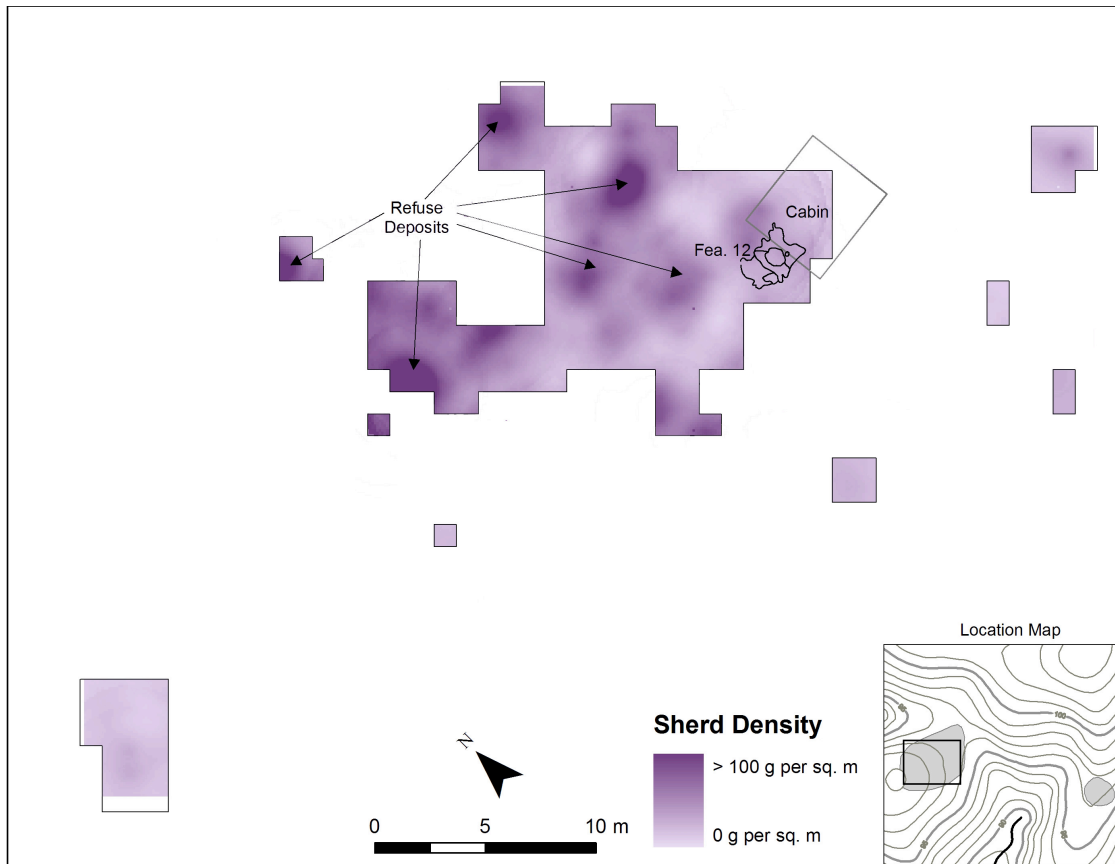 Refuse
Deposits
Cabin
Fea. 12
Location Map
100
N
Sherd Density
> 100 g per sq. m
0 g per sq. m
0
5
10 m